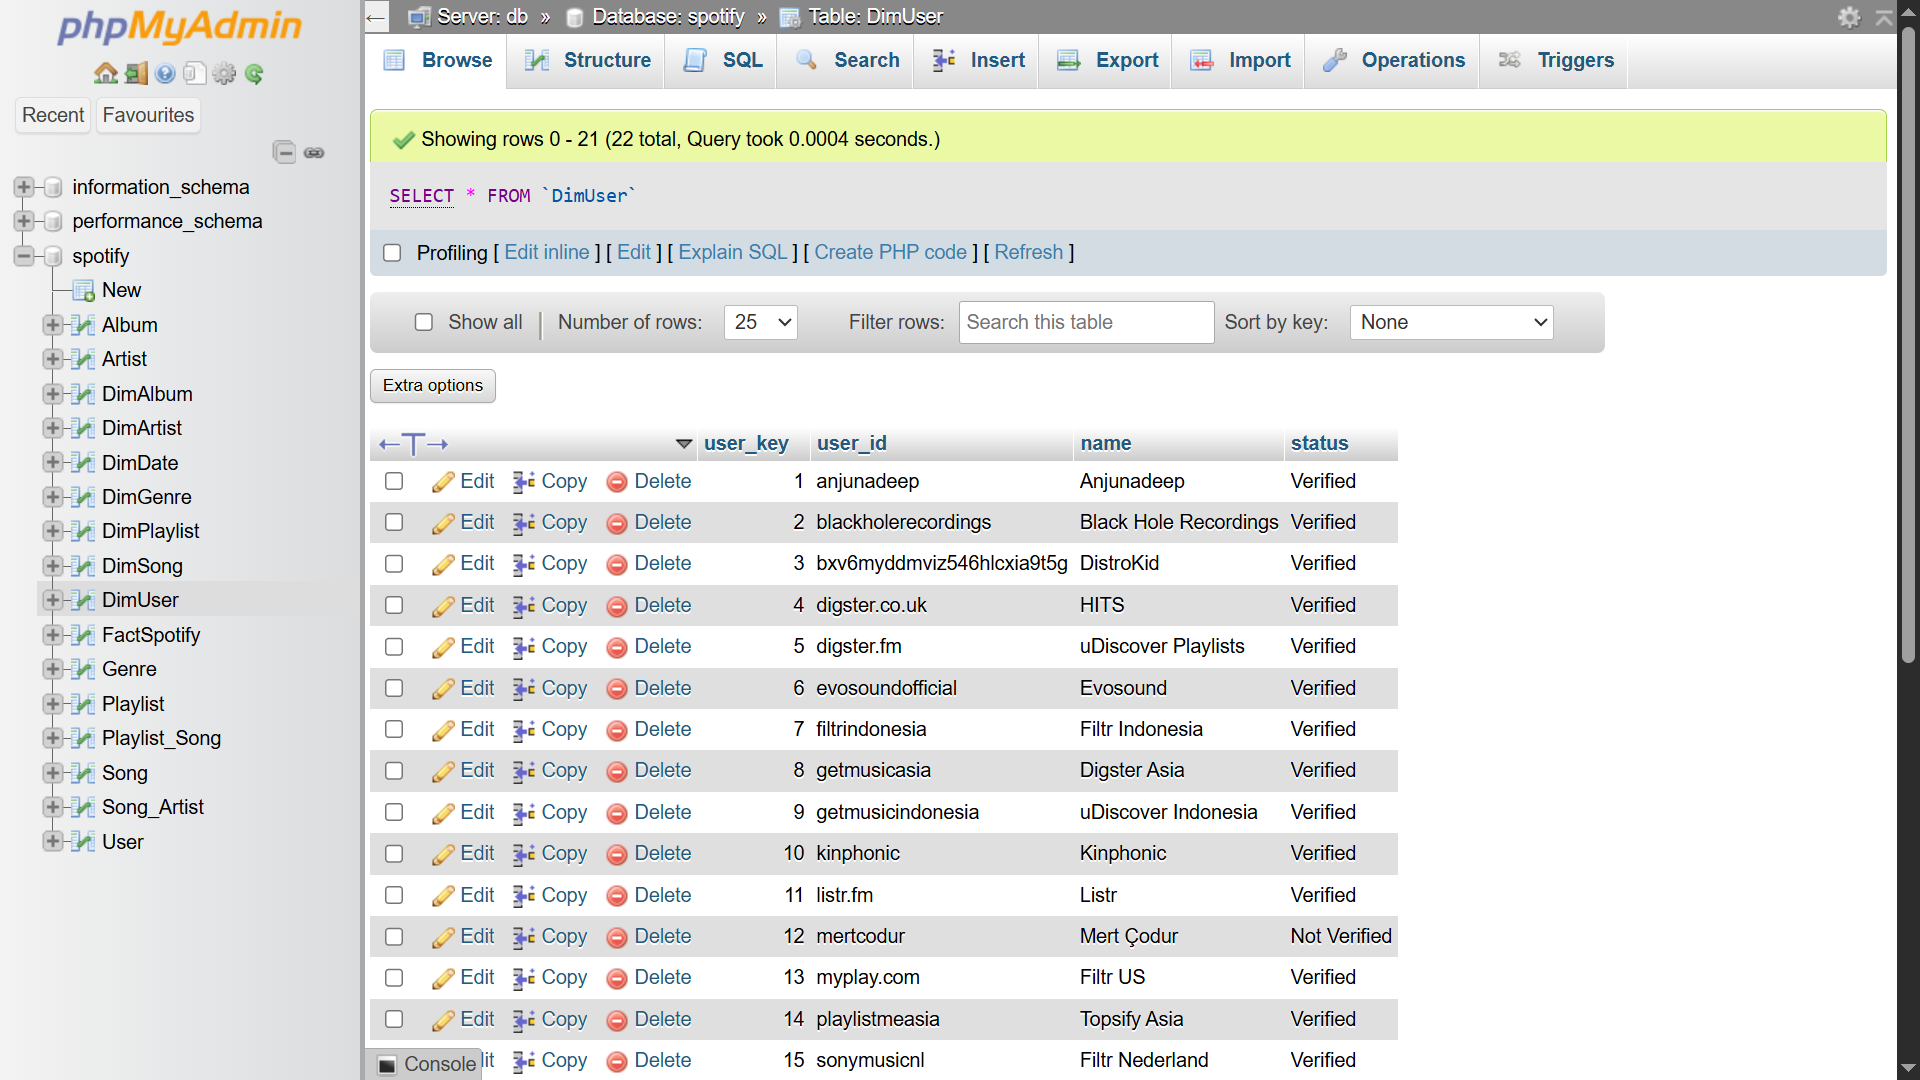 phpMyAdmin
Recent
Favourites
information_schema
performance_schema
spotify
New
Album
Artist
DimAlbum
DimArtist
DimDate
DimGenre
DimPlaylist
DimSong
DimUser
FactSpotify
Genre
Playlist
Playlist_Song
Song
Song_Artist
User
Server: db » Database: spotify » Table: DimUser
Browse Structure SQL Search Insert Export Import Operations Triggers
Showing rows 0 - 21 (22 total, Query took 0.0004 seconds.)
SELECT * FROM `DimUser`
Profiling [ Edit inline ] [ Edit ] [ Explain SQL ] [ Create PHP code ] [ Refresh ]
Show all Number of rows: 25 Filter rows: Search this table Sort by key: None
Extra options
user_key user_id name status
Edit Copy Delete 1 anjunadeep Anjunadeep Verified
Edit Copy Delete 2 blackholerecordings Black Hole Recordings Verified
Edit Copy Delete 3 bxv6myddmviz546hlcxia9t5g DistroKid Verified
Edit Copy Delete 4 digster.co.uk HITS Verified
Edit Copy Delete 5 digster.fm uDiscover Playlists Verified
Edit Copy Delete 6 evosoundofficial Evosound Verified
Edit Copy Delete 7 filtrindonesia Filtr Indonesia Verified
Edit Copy Delete 8 getmusicasia Digster Asia Verified
Edit Copy Delete 9 getmusicindonesia uDiscover Indonesia Verified
Edit Copy Delete 10 kinphonic Kinphonic Verified
Edit Copy Delete 11 listr.fm Listr Verified
Edit Copy Delete 12 mertcodur Mert Çodur Not Verified
Edit Copy Delete 13 myplay.com Filtr US Verified
Edit Copy Delete 14 playlistmeasia Topsify Asia Verified
Console it Copy Delete 15 sonymusicnl Filtr Nederland Verified